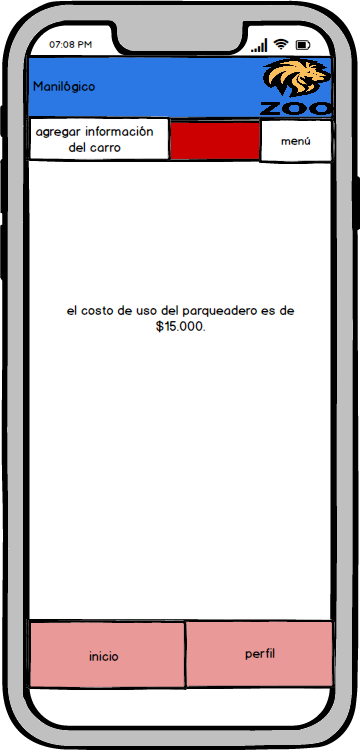 07:08 PM
Manilógico
ZOO
agregar información
del carro
menú
el costo de uso del parqueadero es de
$15.000.
inicio
perfil